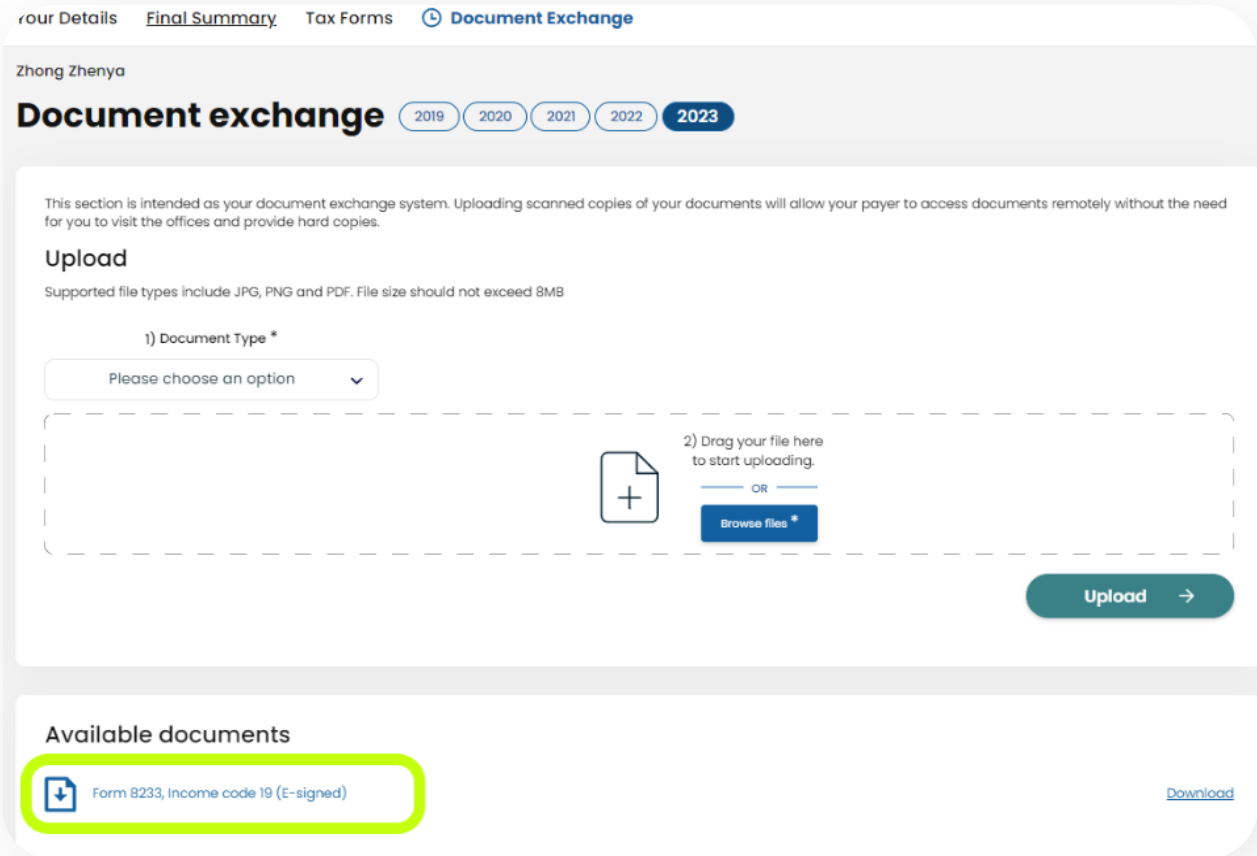 Your Details Final Summary Tax Forms Document Exchange
Zhong Zhenya
Document exchange 2019 2020 2021 2022 2023
This section is intended as your document exchange system. Uploading scanned copies of your documents will allow your payer to access documents remotely without the need
for you to visit the offices and provide hard copies.
Upload
Supported file types include JPG, PNG and PDF. File size should not exceed 8MB
1) Document Type *
Please choose an option
2) Drag your file here
to start uploading.
OR
Browse files *
Upload →
Available documents
Form 8233, Income code 19 (E-signed) Download